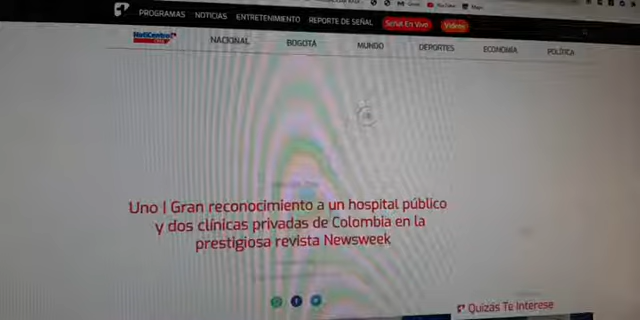 PROGRAMAS NOTICIAS ENTRETENIMIENTO REPORTE DE SEÑAL Señal En Vivo Videos
NotiCentro NACIONAL BOGOTÁ MUNDO DEPORTES ECONOMÍA POLÍTICA
Uno | Gran reconocimiento a un hospital público
y dos clínicas privadas de Colombia en la
prestigiosa revista Newsweek
Quizás Te Interese